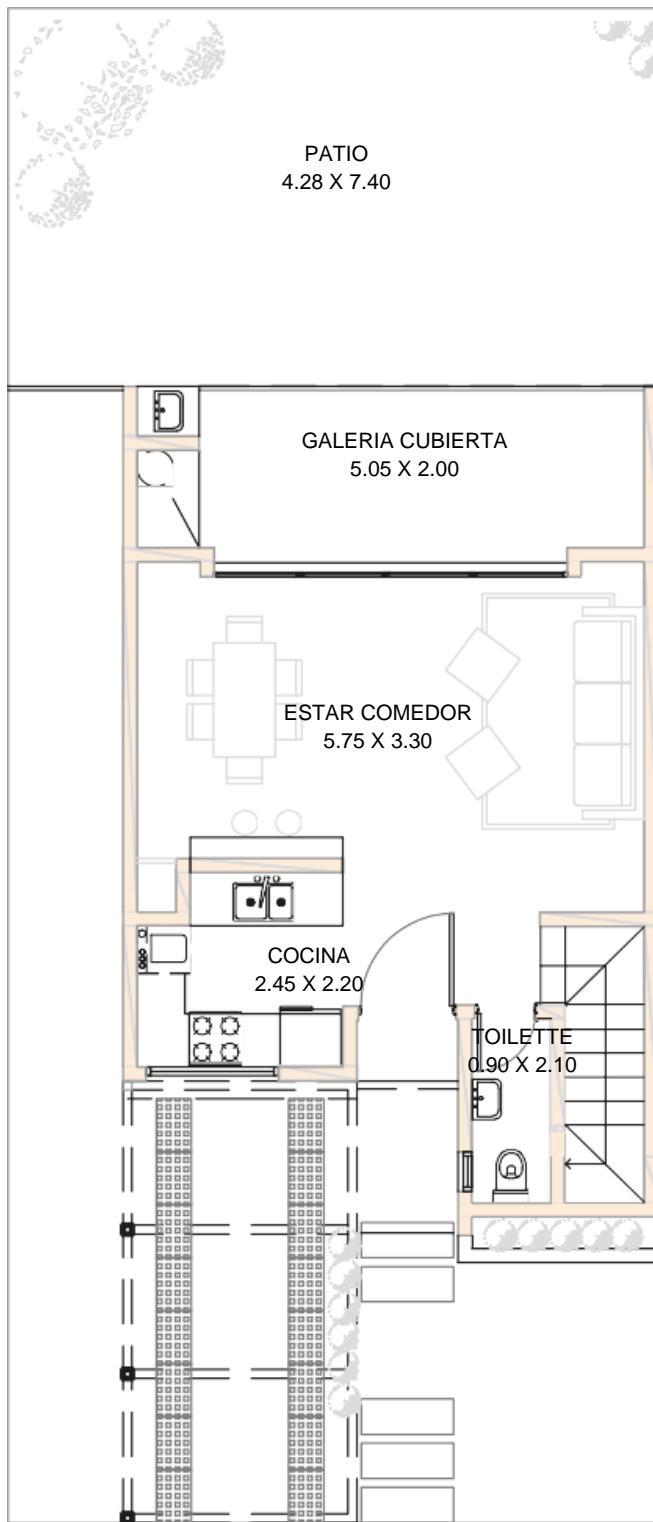 PATIO
4.28 X 7.40
GALERIA CUBIERTA
5.05 X 2.00
ESTAR COMEDOR
5.75 X 3.30
COCINA
2.45 X 2.20
TOILETTE
0.90 X 2.10